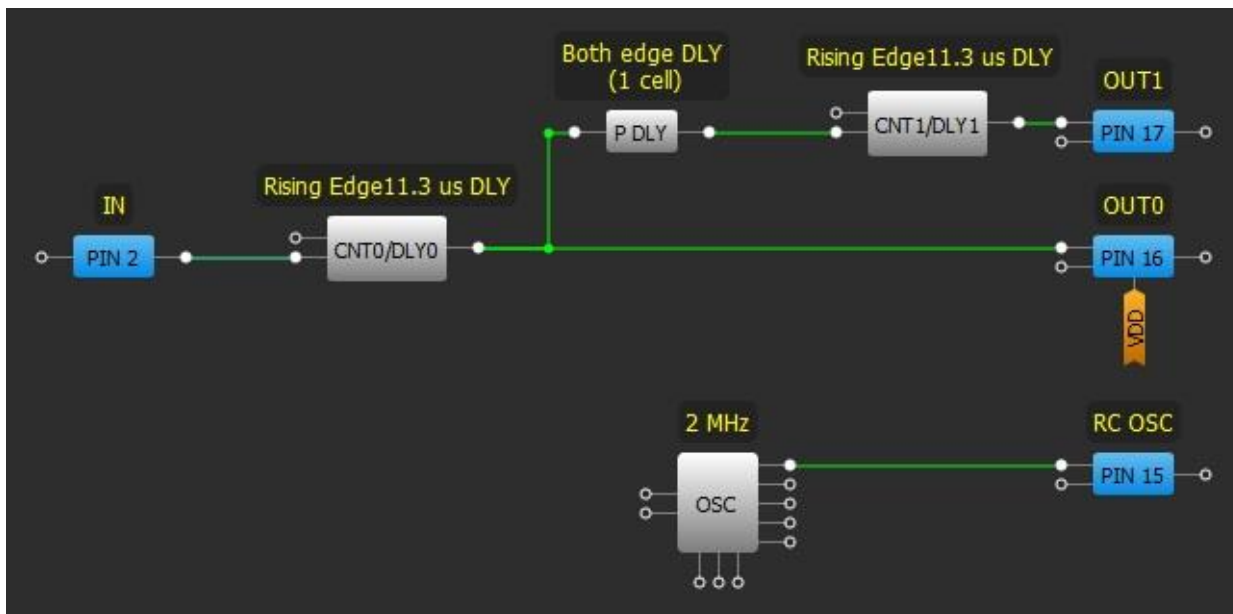 Both edge DLY
(1 cell)
Rising Edge11.3 us DLY
OUT1
P DLY
CNT1/DLY1
PIN 17
Rising Edge11.3 us DLY
IN
OUT0
PIN 2
CNT0/DLY0
PIN 16
VDD
2 MHz
RC OSC
OSC
PIN 15